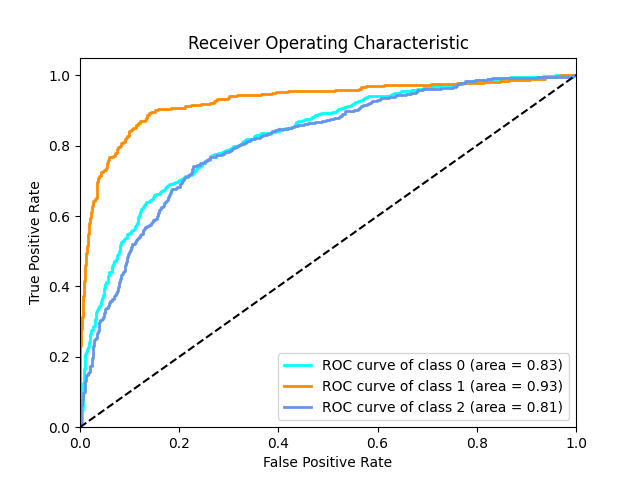 Receiver Operating Characteristic
True Positive Rate
1.0
0.8
0.6
0.4
0.2
0.0
ROC curve of class 0 (area = 0.83)
ROC curve of class 1 (area = 0.93)
ROC curve of class 2 (area = 0.81)
0.0 0.2 0.4 0.6 0.8 1.0
False Positive Rate